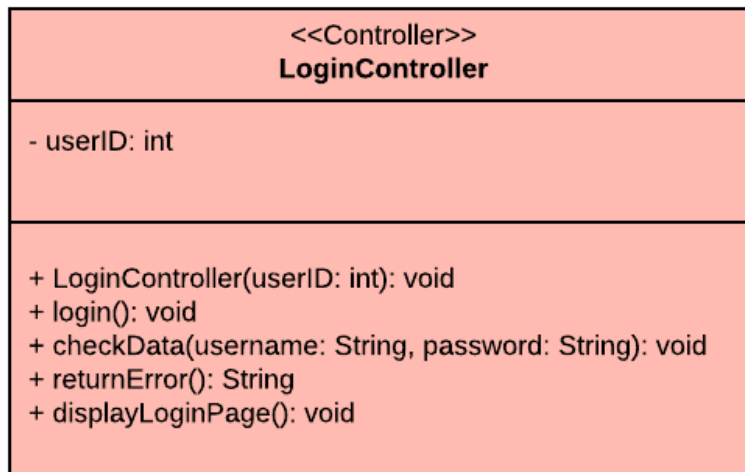 <<Controller>>
LoginController
- userID: int
+ LoginController(userID: int): void
+ login(): void
+ checkData(username: String, password: String): void
+ returnError(): String
+ displayLoginPage(): void